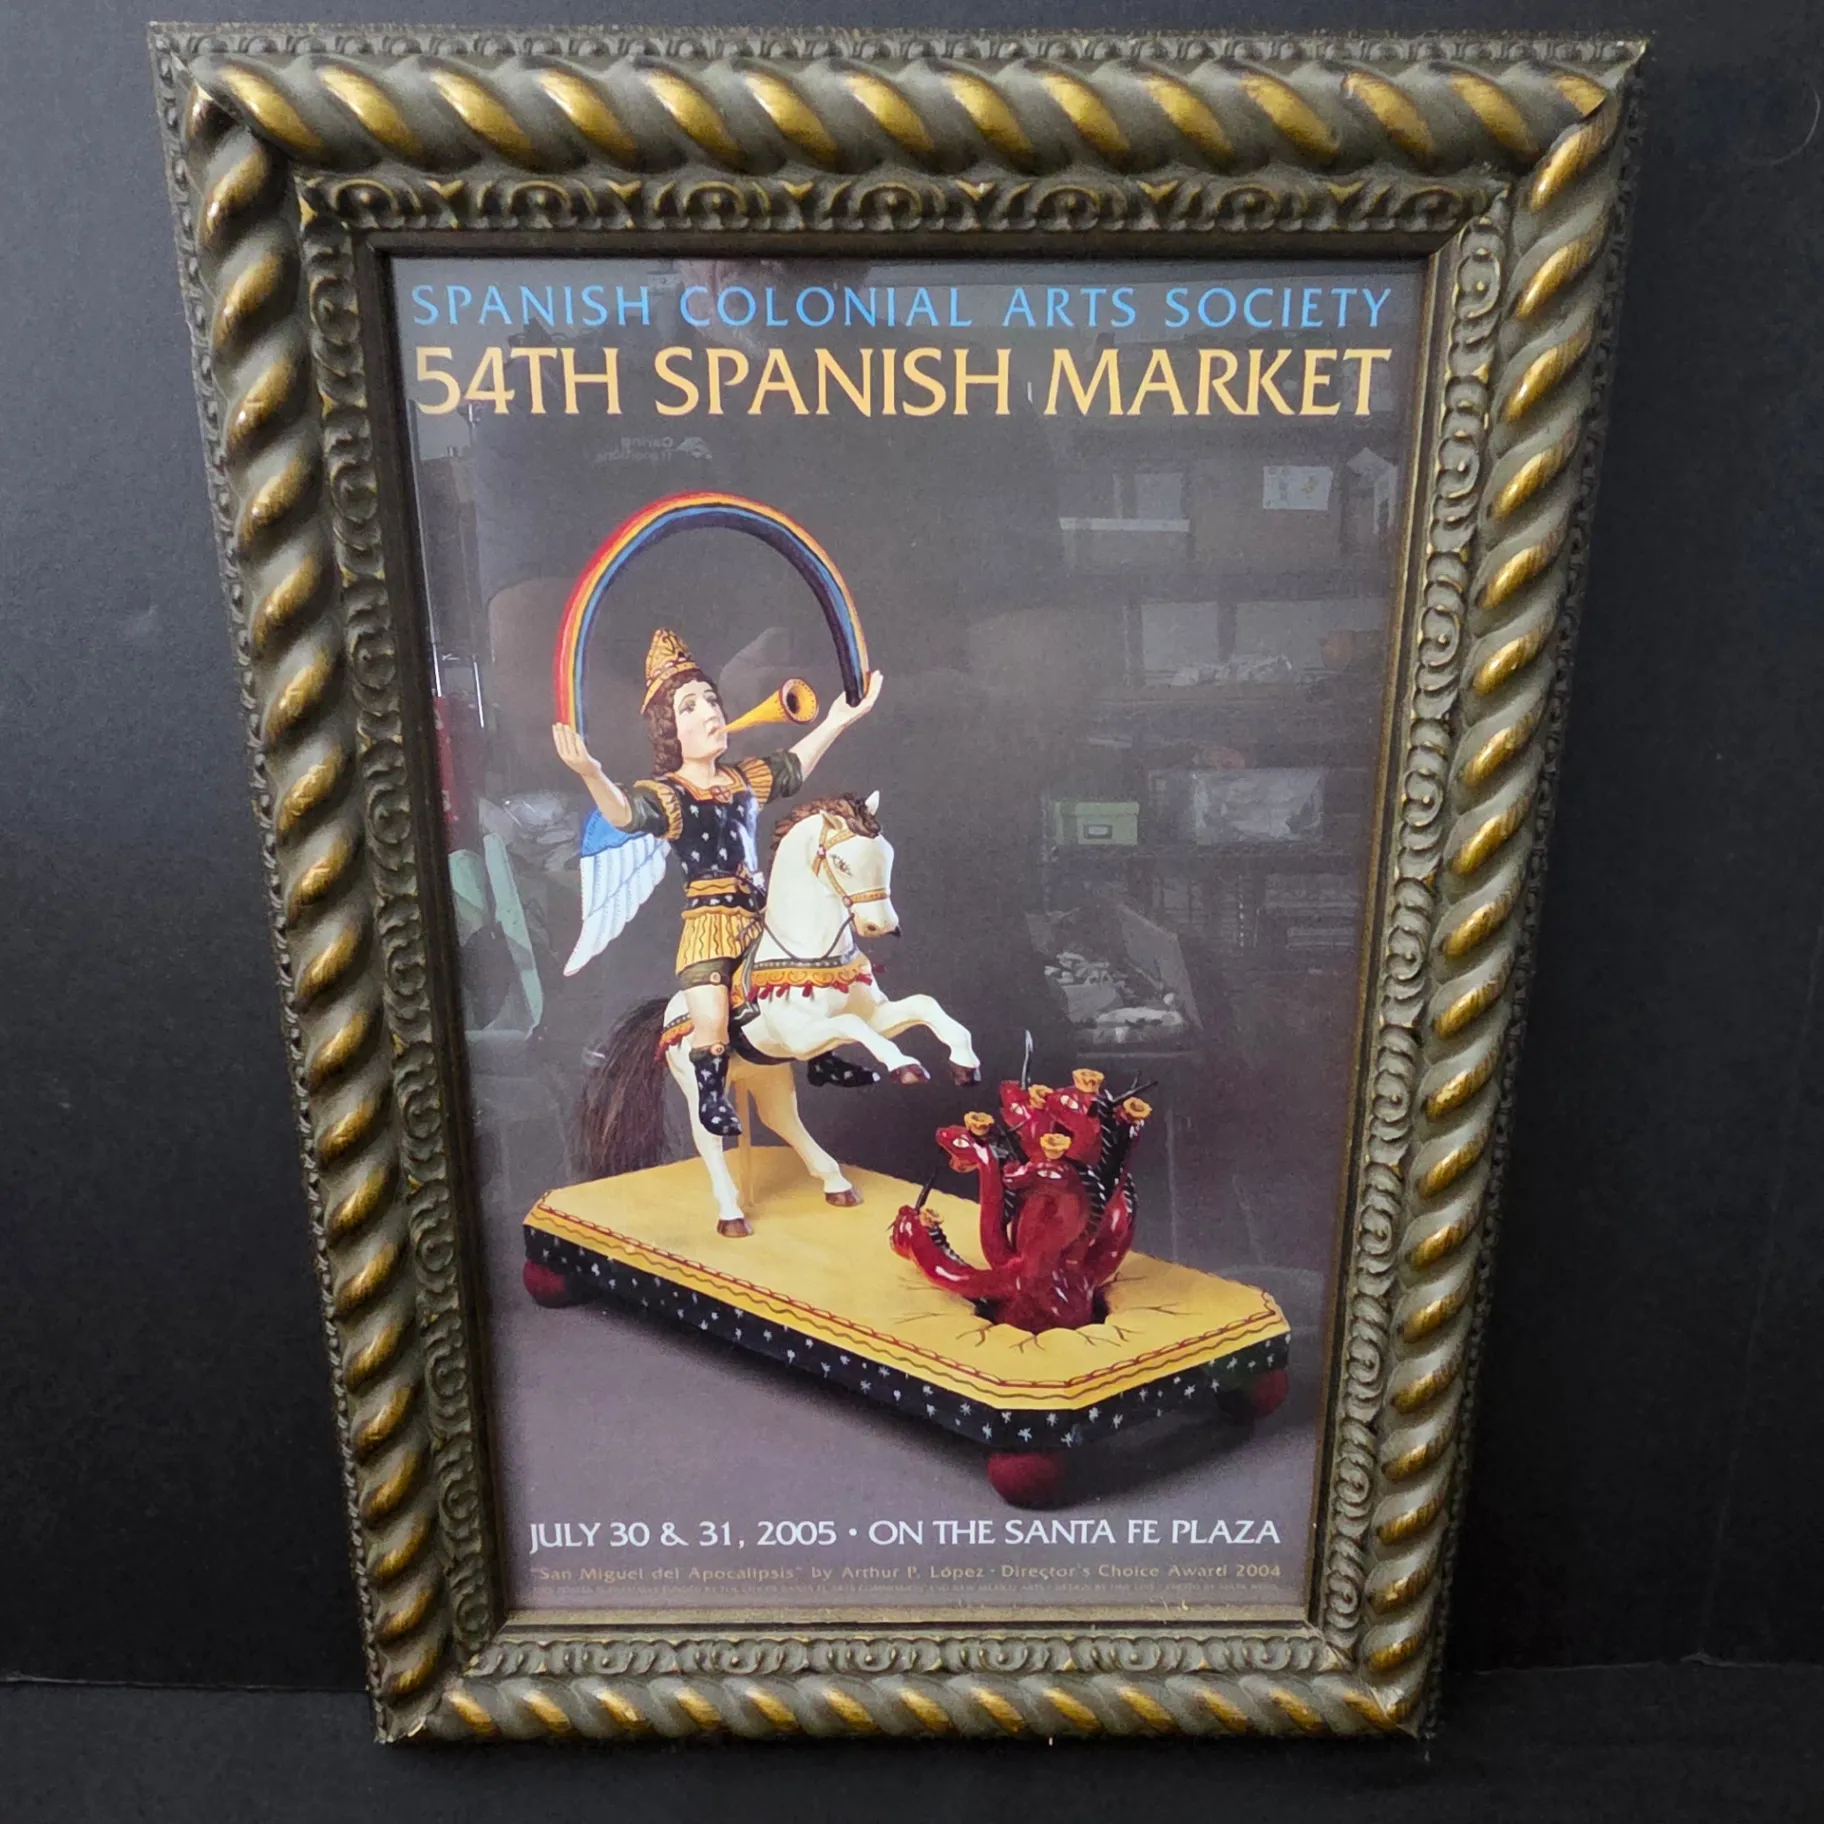 SPANISH COLONIAL ARTS SOCIETY
54TH SPANISH MARKET
JULY 30 & 31, 2005 • ON THE SANTA FE PLAZA
"San Miguel del Apocalipsis" by Arthur P. López • Director's Choice Award 2004